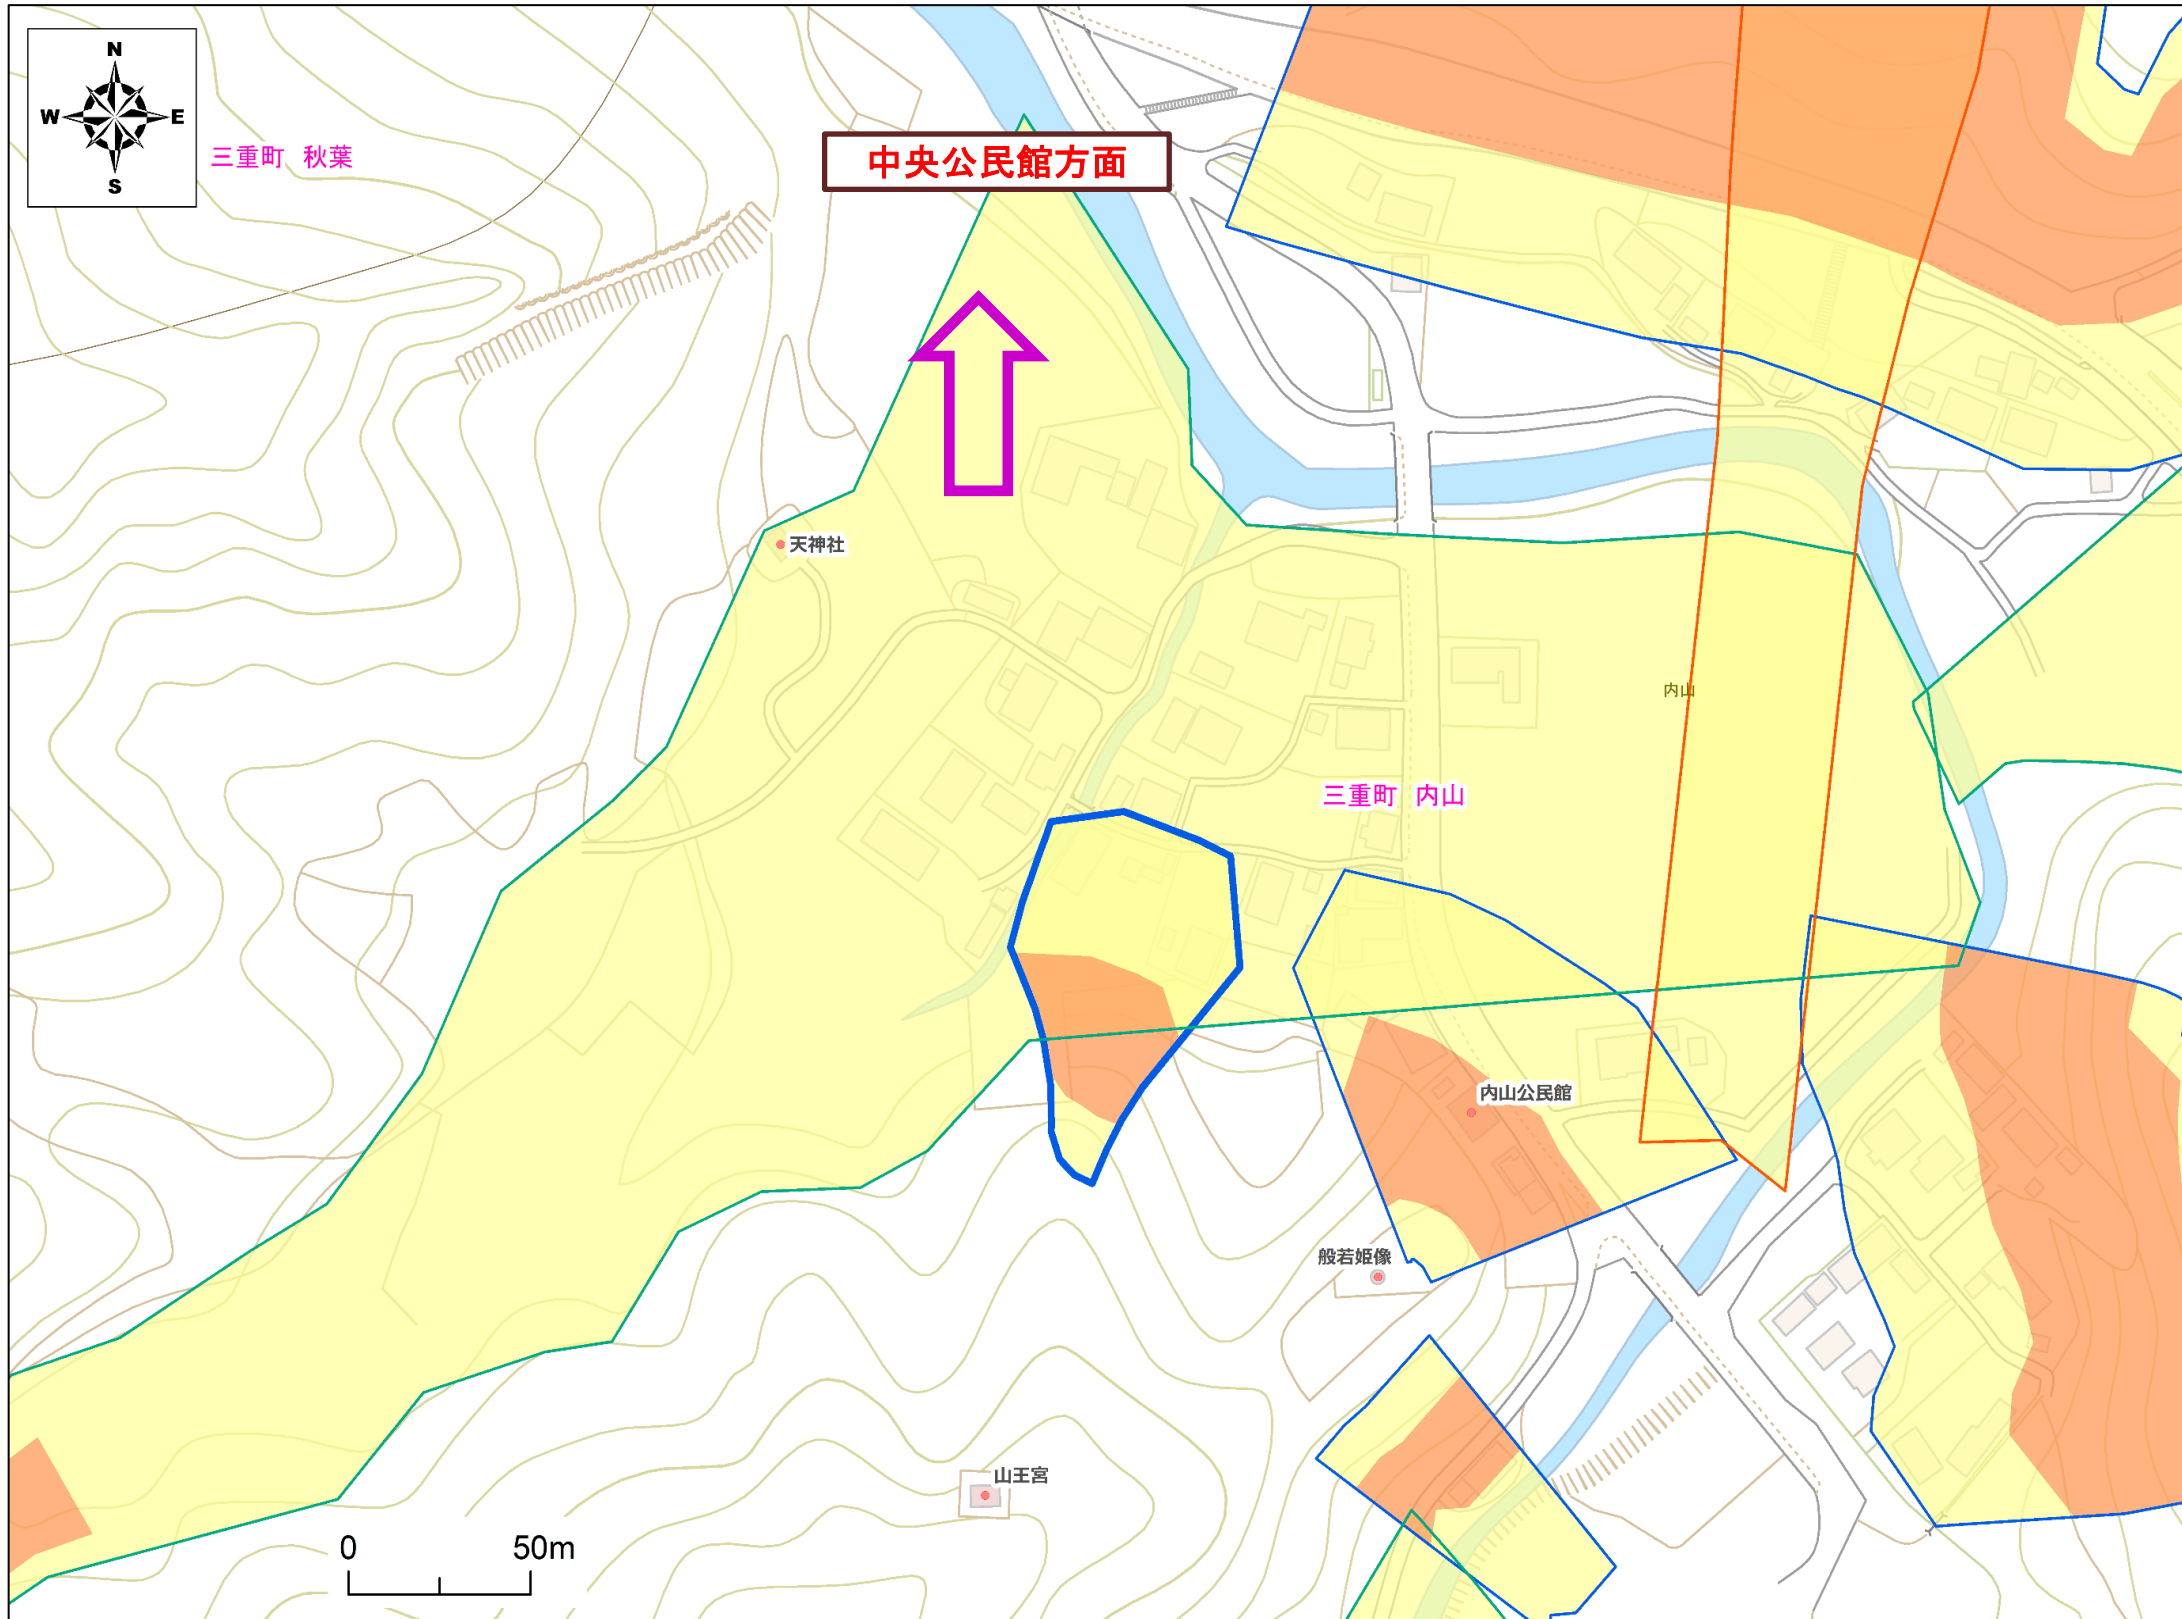 N
W E
S
三重町 秋葉
中央公民館方面
天神社
内山
三重町 内山
内山公民館
般若姫像
山王宮
0 50m